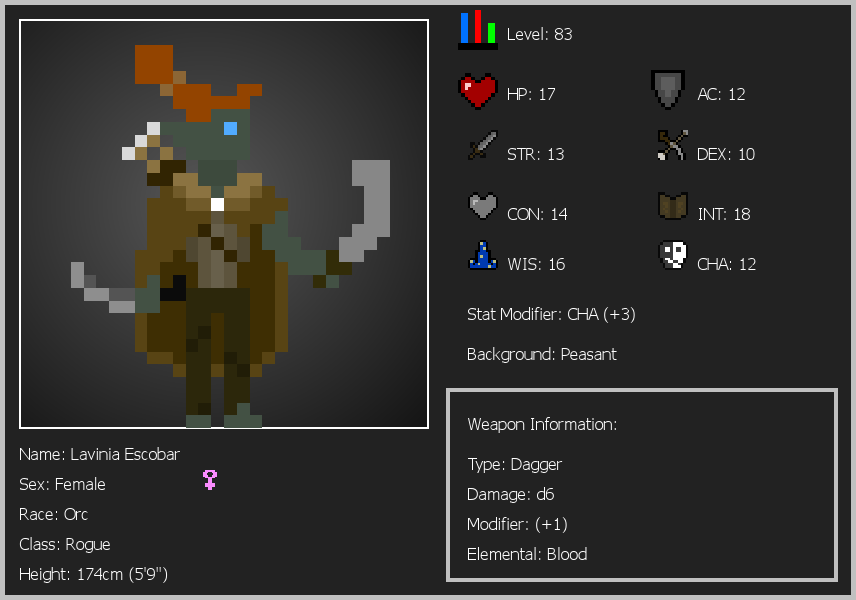 Level: 83
HP: 17
AC: 12
STR: 13
DEX: 10
CON: 14
INT: 18
WIS: 16
CHA: 12
Stat Modifier: CHA (+3)
Background: Peasant
Weapon Information:
Type: Dagger
Damage: d6
Modifier: (+1)
Elemental: Blood
Name: Lavinia Escobar
Sex: Female
Race: Orc
Class: Rogue
Height: 174cm (5'9")